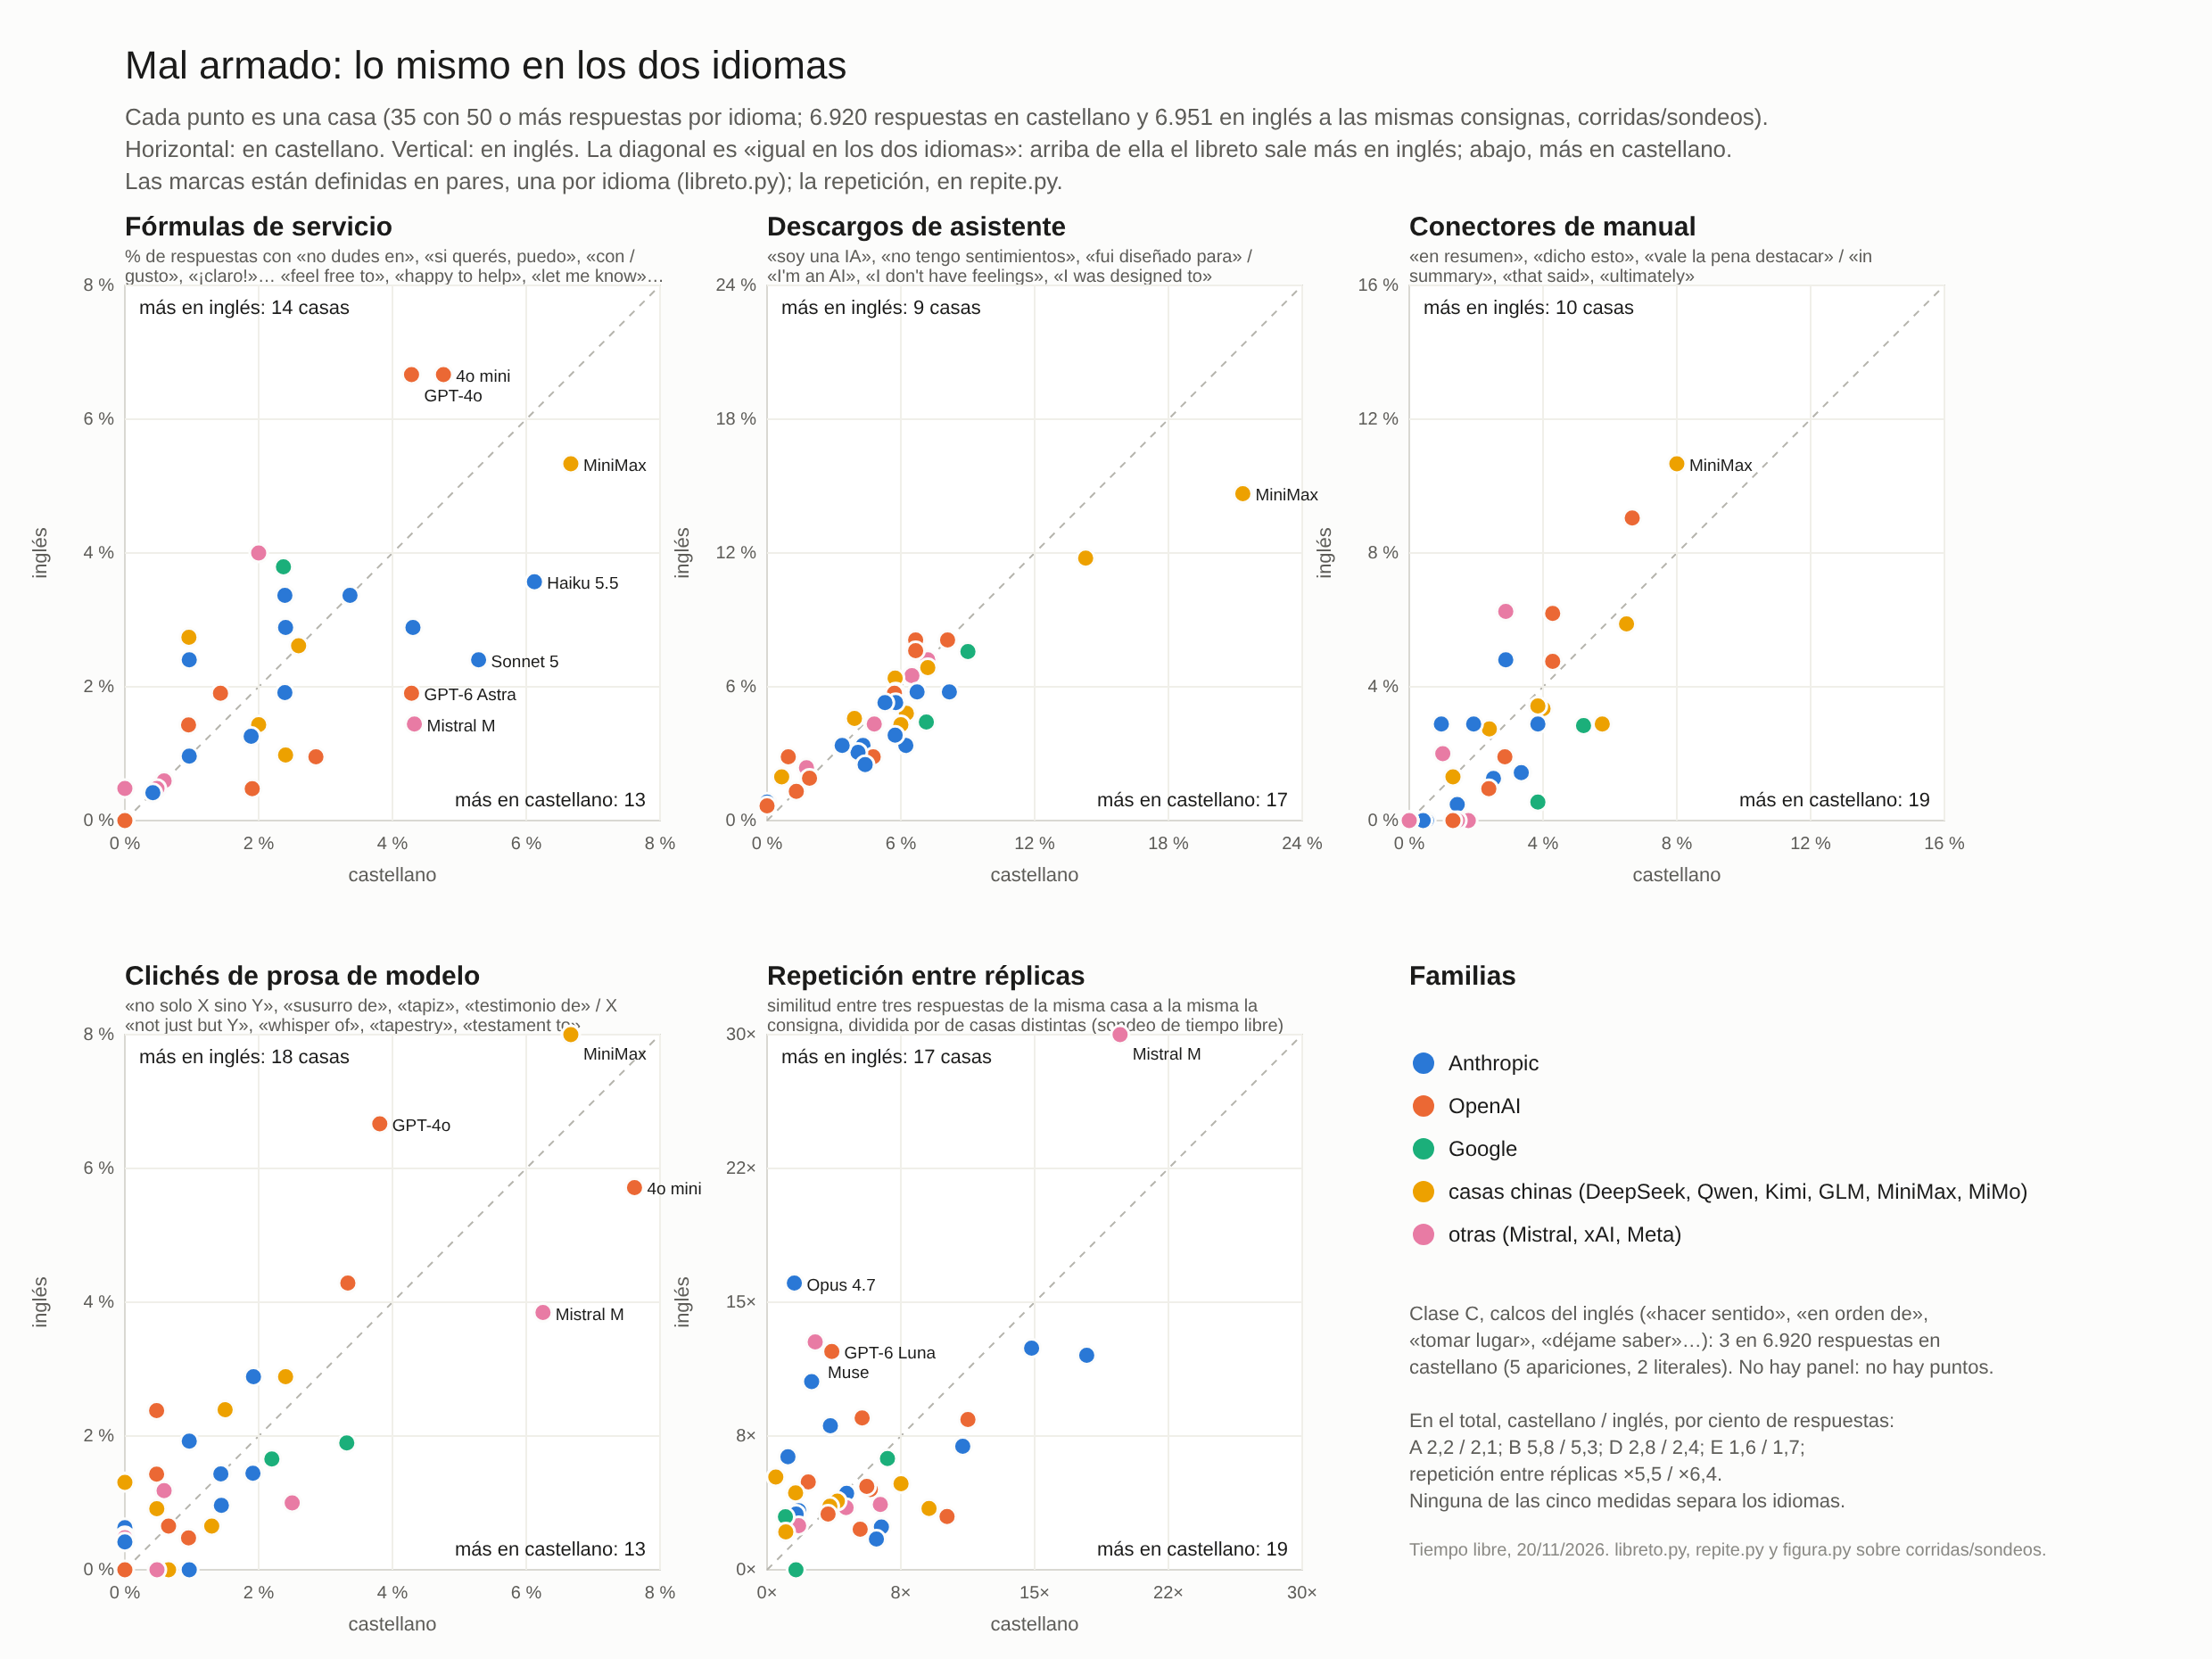 Mal armado: lo mismo en los dos idiomas
Cada punto es una casa (35 con 50 o más respuestas por idioma; 6.920 respuestas en castellano y 6.951 en inglés a las mismas consignas, corridas/sondeos).
Horizontal: en castellano. Vertical: en inglés. La diagonal es «igual en los dos idiomas»: arriba de ella el libreto sale más en inglés; abajo, más en castellano.
Las marcas están definidas en pares, una por idioma (libreto.py); la repetición, en repite.py.
Fórmulas de servicio
% de respuestas con «no dudes en», «si querés, puedo», «con /
gusto», «¡claro!»… «feel free to», «happy to help», «let me know»…
8 %
más en inglés: 14 casas
4o mini
GPT-4o
6 %
MiniMax
4 %
Haiku 5.5
Sonnet 5
2 %
GPT-6 Astra
Mistral M
más en castellano: 13
0 %
0 %
2 %
4 %
6 %
8 %
inglés
castellano
Descargos de asistente
«soy una IA», «no tengo sentimientos», «fui diseñado para» /
«I'm an AI», «I don't have feelings», «I was designed to»
24 %
más en inglés: 9 casas
18 %
MiniMax
12 %
6 %
más en castellano: 17
0 %
0 %
6 %
12 %
18 %
24 %
inglés
castellano
Conectores de manual
«en resumen», «dicho esto», «vale la pena destacar» / «in
summary», «that said», «ultimately»
16 %
más en inglés: 10 casas
12 %
MiniMax
8 %
4 %
más en castellano: 19
0 %
0 %
4 %
8 %
12 %
16 %
inglés
castellano
Clichés de prosa de modelo
«no solo X sino Y», «susurro de», «tapiz», «testimonio de» / X
«not just but Y», «whisper of», «tapestry», «testament to»
8 %
más en inglés: 18 casas
MiniMax
GPT-4o
6 %
4o mini
4 %
Mistral M
2 %
más en castellano: 13
0 %
0 %
2 %
4 %
6 %
8 %
inglés
castellano
Repetición entre réplicas
similitud entre tres respuestas de la misma casa a la misma la
consigna, dividida por de casas distintas (sondeo de tiempo libre)
30×
más en inglés: 17 casas
Mistral M
22×
Opus 4.7
15×
GPT-6 Luna
Muse
8×
más en castellano: 19
0×
0×
8×
15×
22×
30×
inglés
castellano
Familias
Anthropic
OpenAI
Google
casas chinas (DeepSeek, Qwen, Kimi, GLM, MiniMax, MiMo)
otras (Mistral, xAI, Meta)
Clase C, calcos del inglés («hacer sentido», «en orden de»,
«tomar lugar», «déjame saber»…): 3 en 6.920 respuestas en
castellano (5 apariciones, 2 literales). No hay panel: no hay puntos.
En el total, castellano / inglés, por ciento de respuestas:
A 2,2 / 2,1; B 5,8 / 5,3; D 2,8 / 2,4; E 1,6 / 1,7;
repetición entre réplicas ×5,5 / ×6,4.
Ninguna de las cinco medidas separa los idiomas.
Tiempo libre, 20/11/2026. libreto.py, repite.py y figura.py sobre corridas/sondeos.